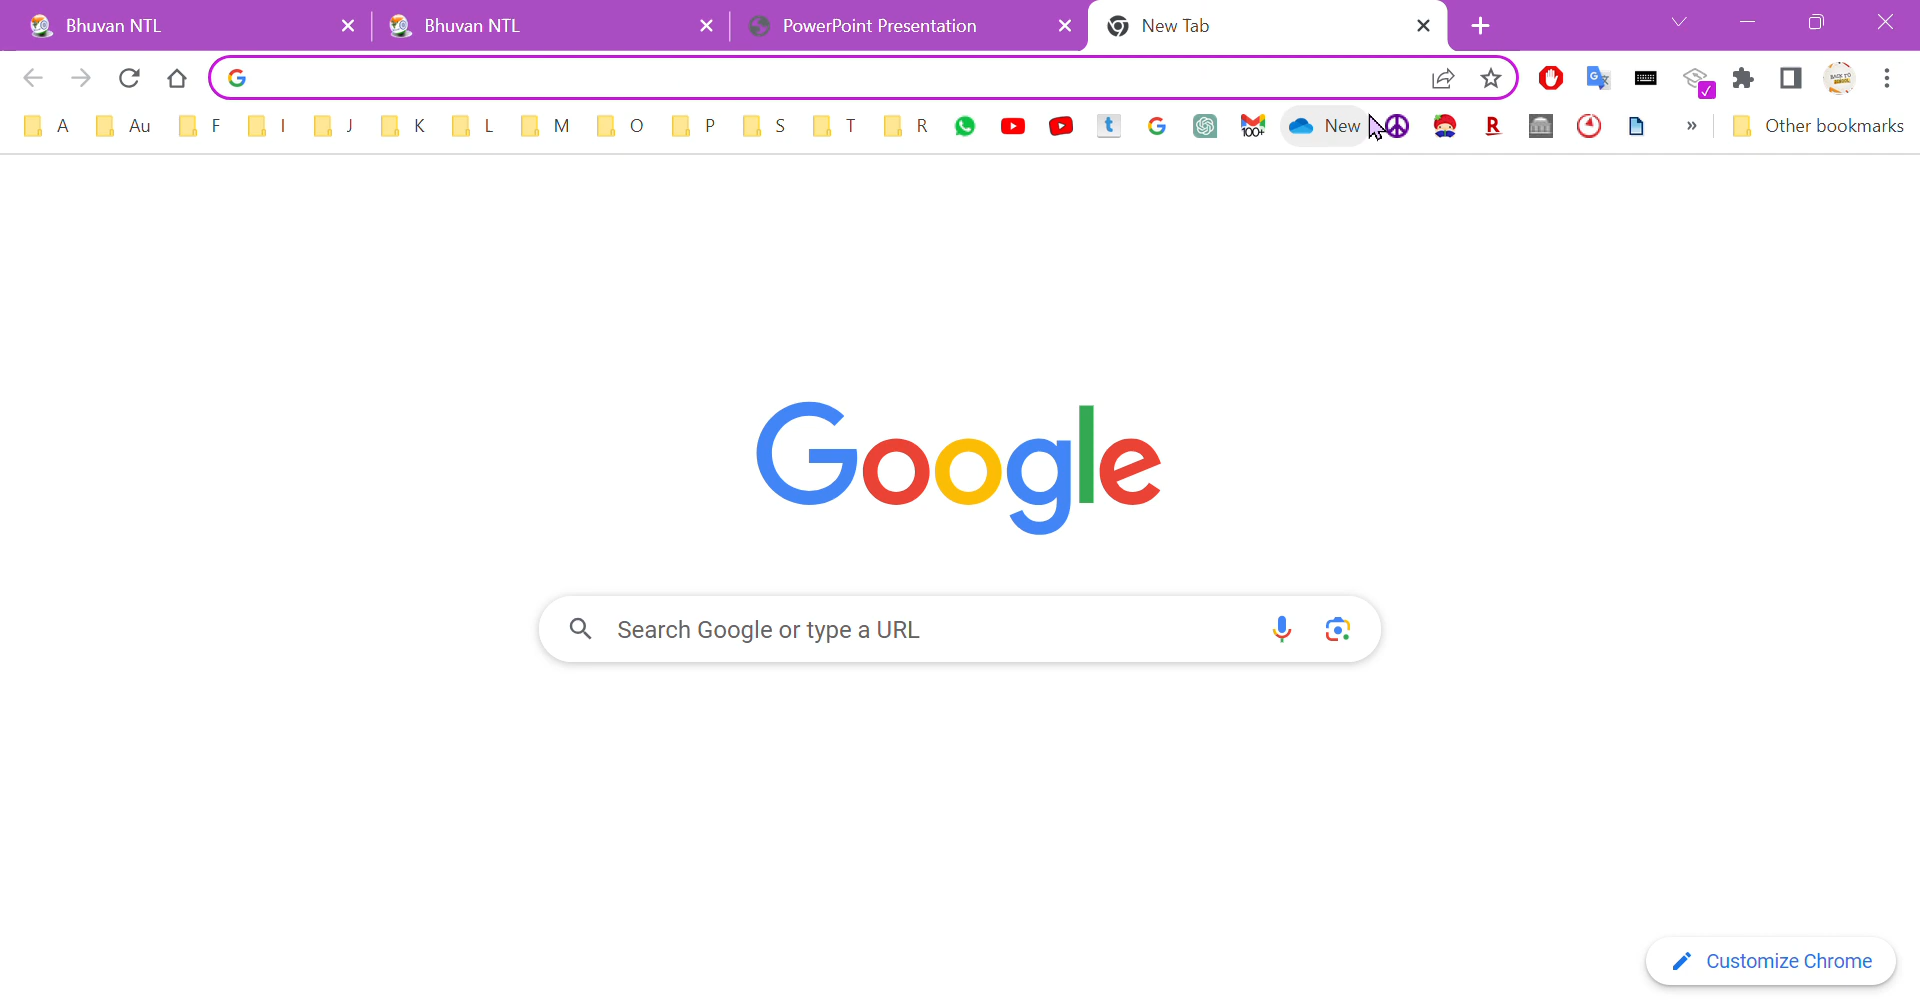 Bhuvan NTL Bhuvan NTL PowerPoint Presentation New Tab
A Au F I J K L M O P S T R New Other bookmarks
Google
Search Google or type a URL
Customize Chrome